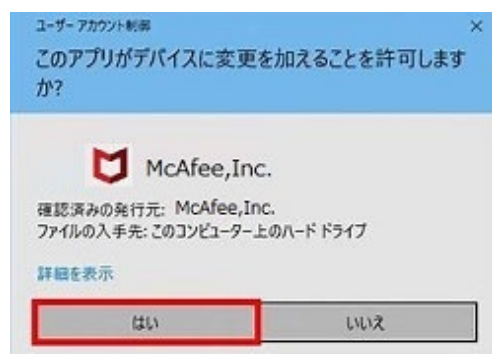 ユーザー アカウント制御
このアプリがデバイスに変更を加えることを許可します
か?
McAfee,Inc.
確認済みの発行元: McAfee,Inc.
ファイルの入手先: このコンピューター上のハード ドライブ
詳細を表示
はい
いいえ